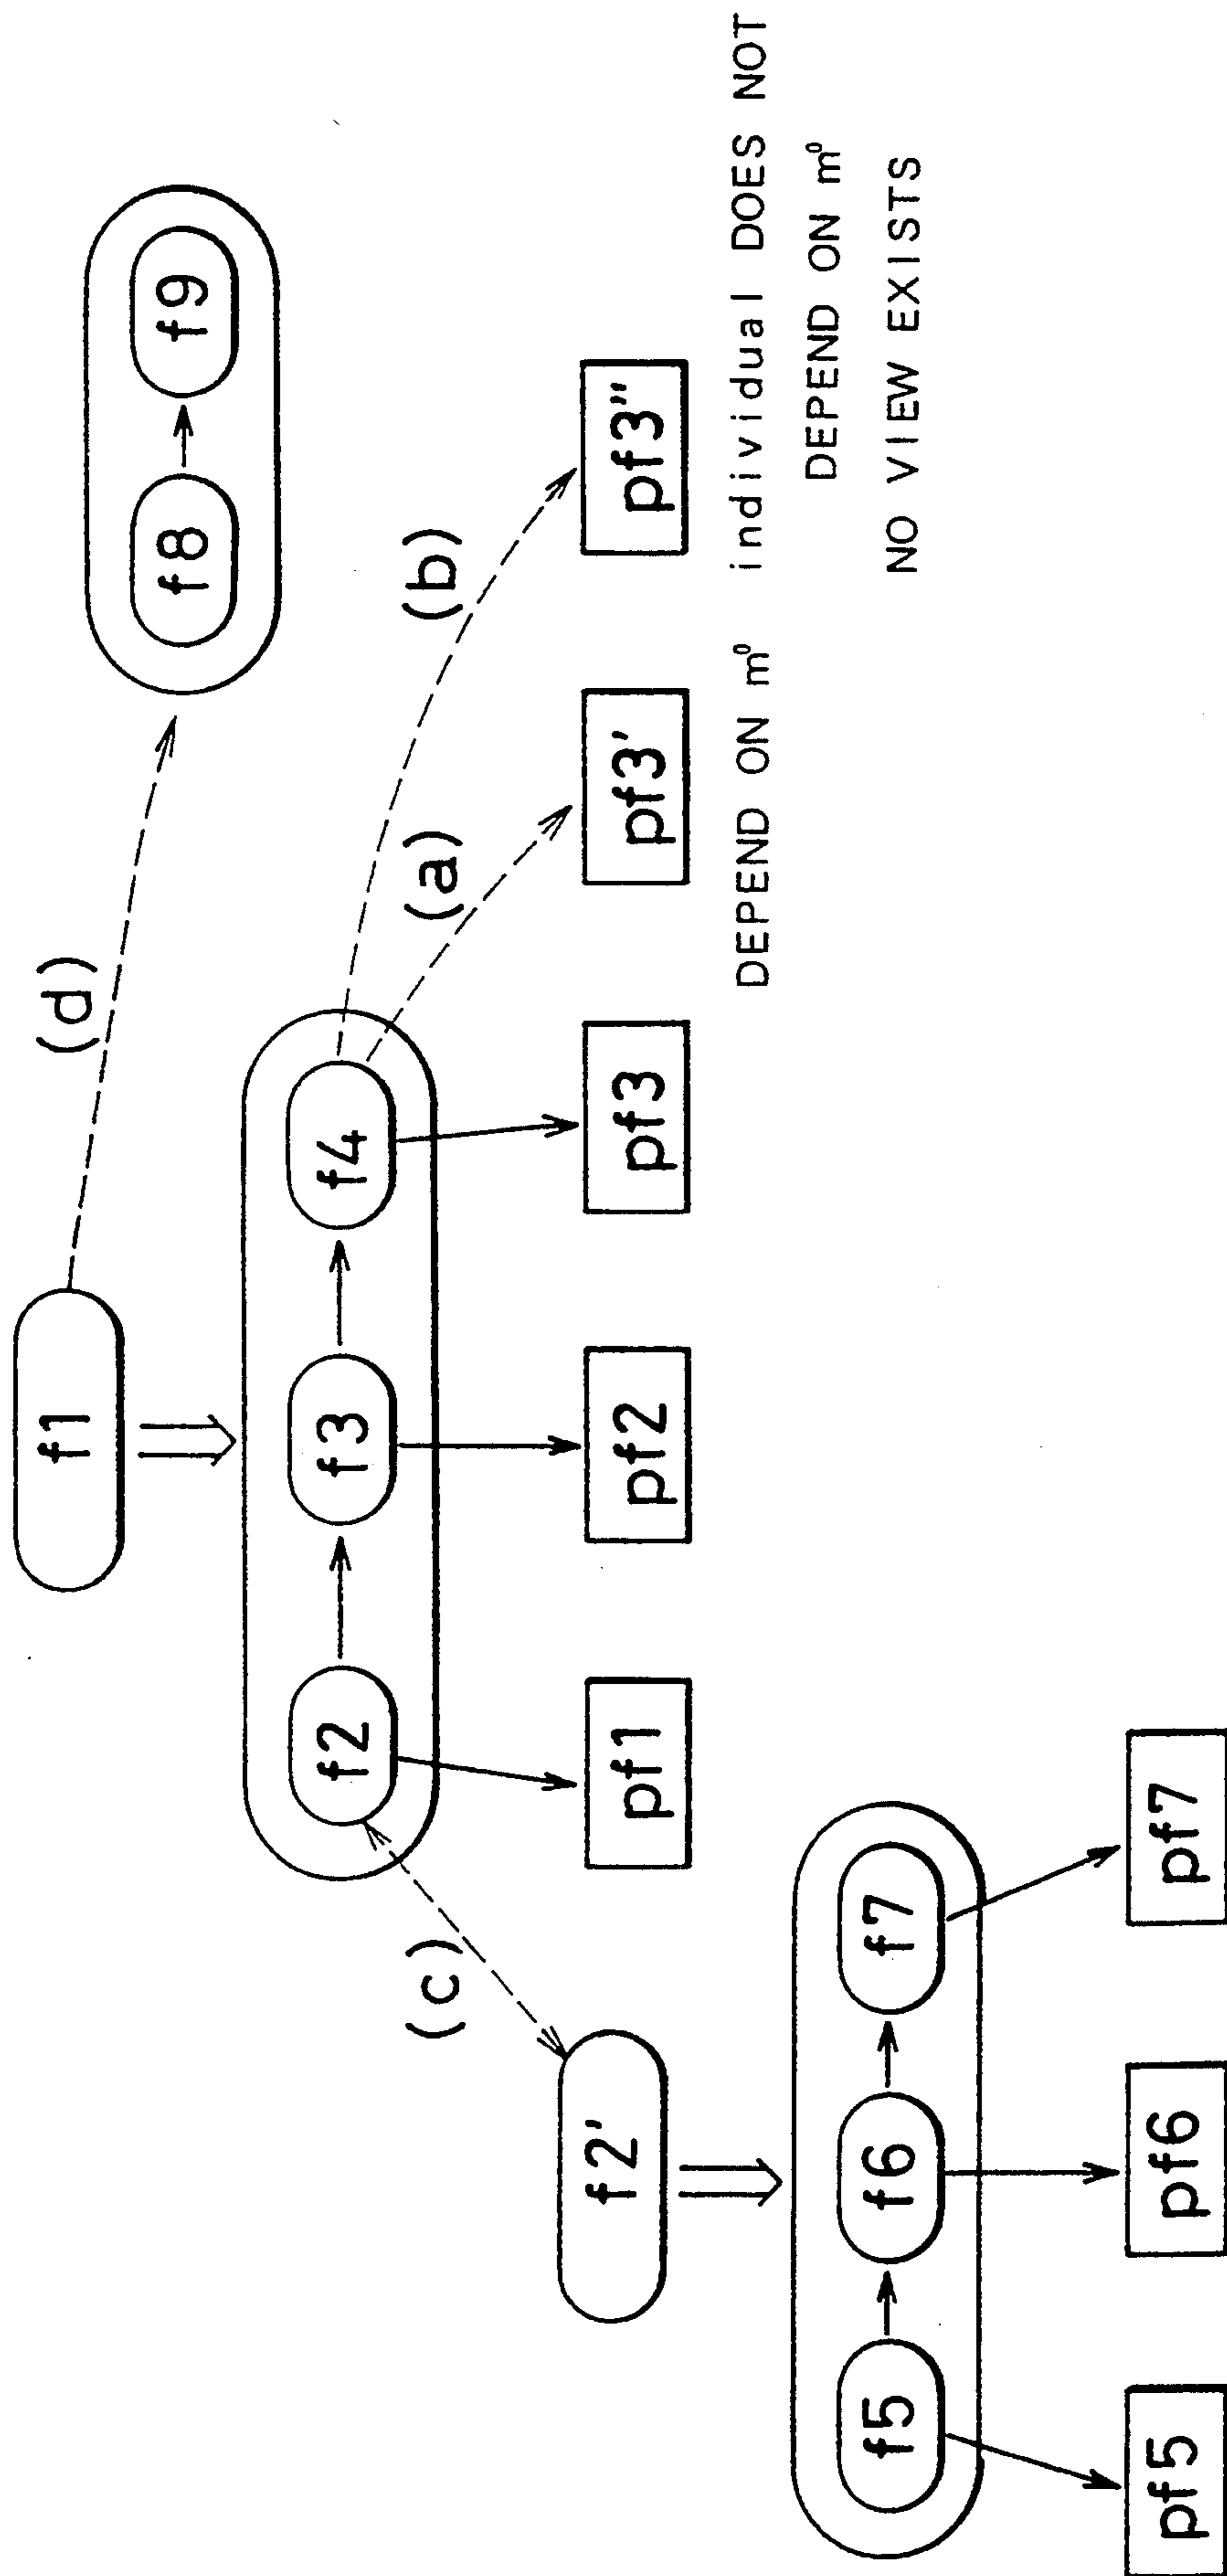 f1
(d)
f8
f9
f2
f3
f4
(c)
(a)
(b)
f2'
pf1
pf2
pf3
pf3'
pf3"
DEPEND ON m⁰
individual DOES NOT
DEPEND ON m⁰
NO VIEW EXISTS
f5
f6
f7
pf5
pf6
pf7